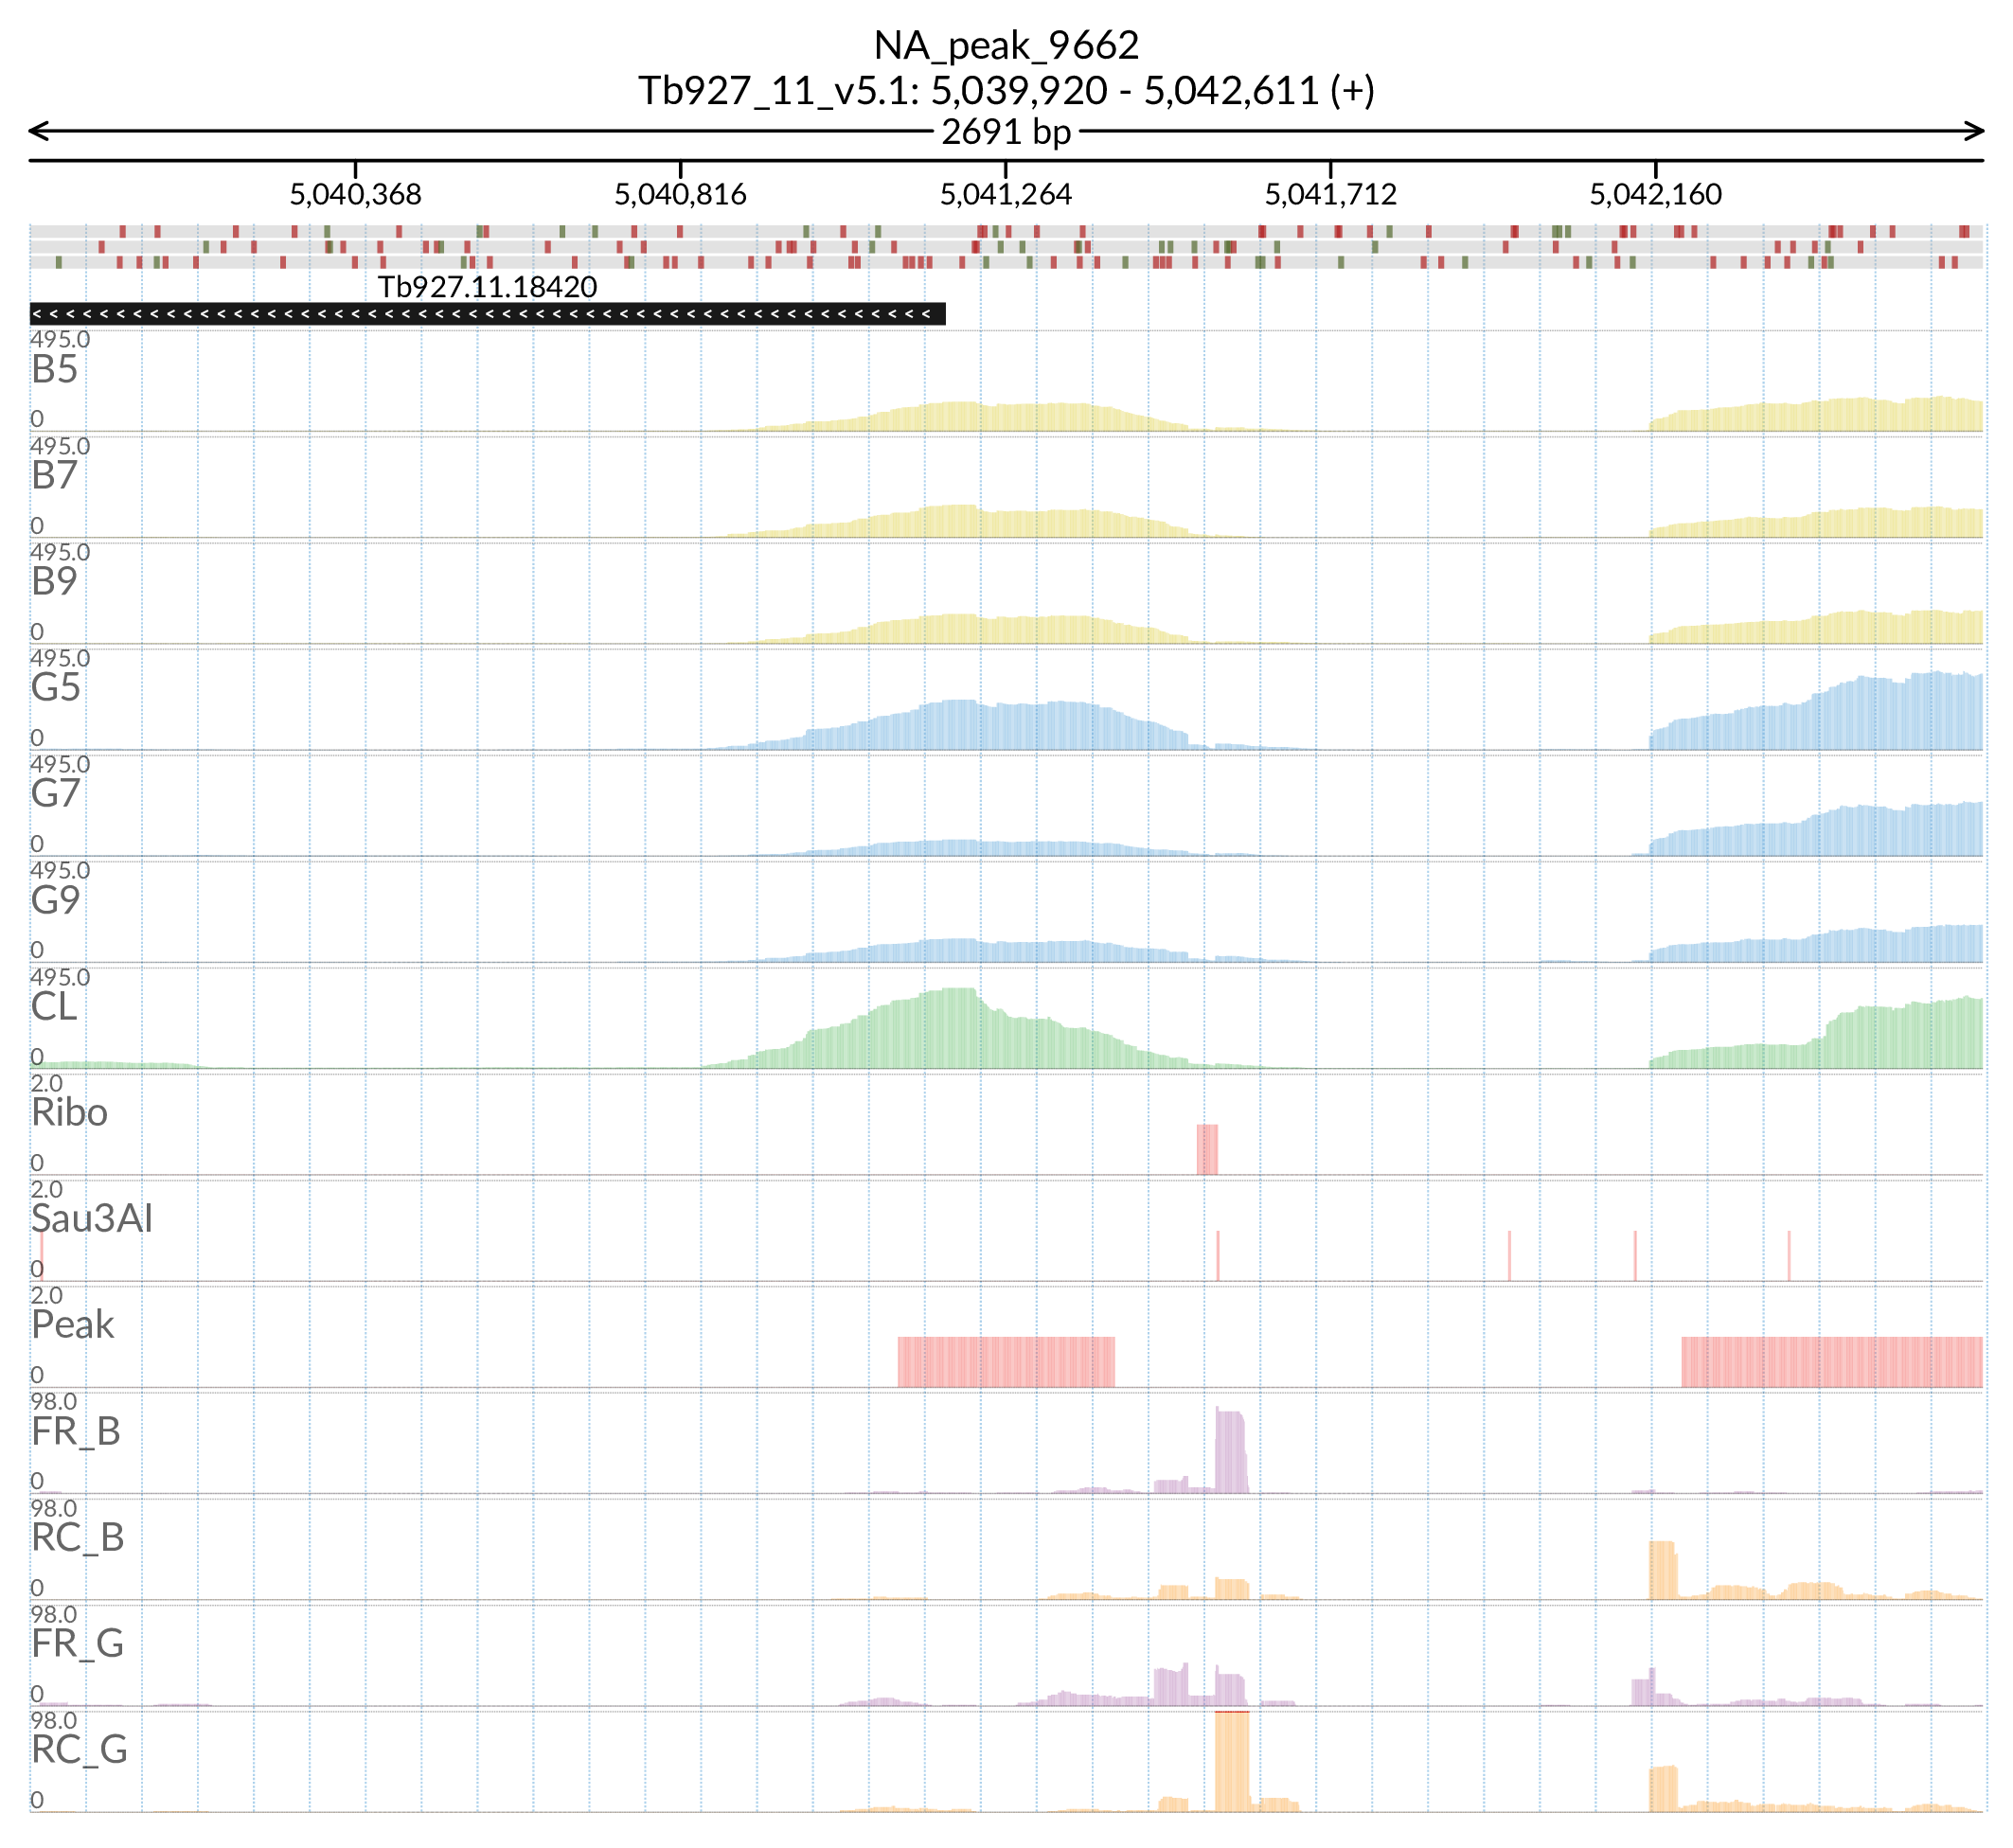 NA_peak_9662
Tb927_11_v5.1: 5,039,920 - 5,042,611 (+)
2691 bp
5,040,368 5,040,816 5,041,264 5,041,712 5,042,160
Tb927.11.18420
495.0
B5
0
495.0
B7
0
495.0
B9
0
495.0
G5
0
495.0
G7
0
495.0
G9
0
495.0
CL
0
2.0
Ribo
0
2.0
Sau3AI
0
2.0
Peak
0
98.0
FR_B
0
98.0
RC_B
0
98.0
FR_G
0
98.0
RC_G
0